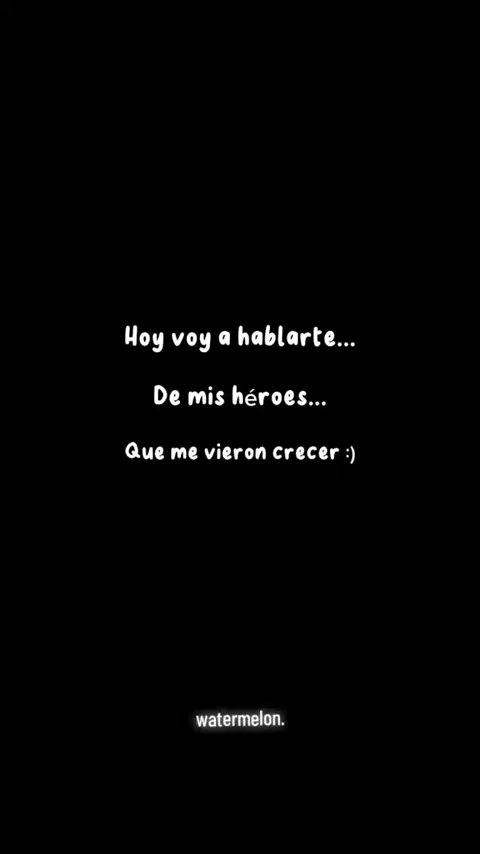 Hoy voy a hablarte...
De mis héroes...
Que me vieron crecer :)
watermelon.